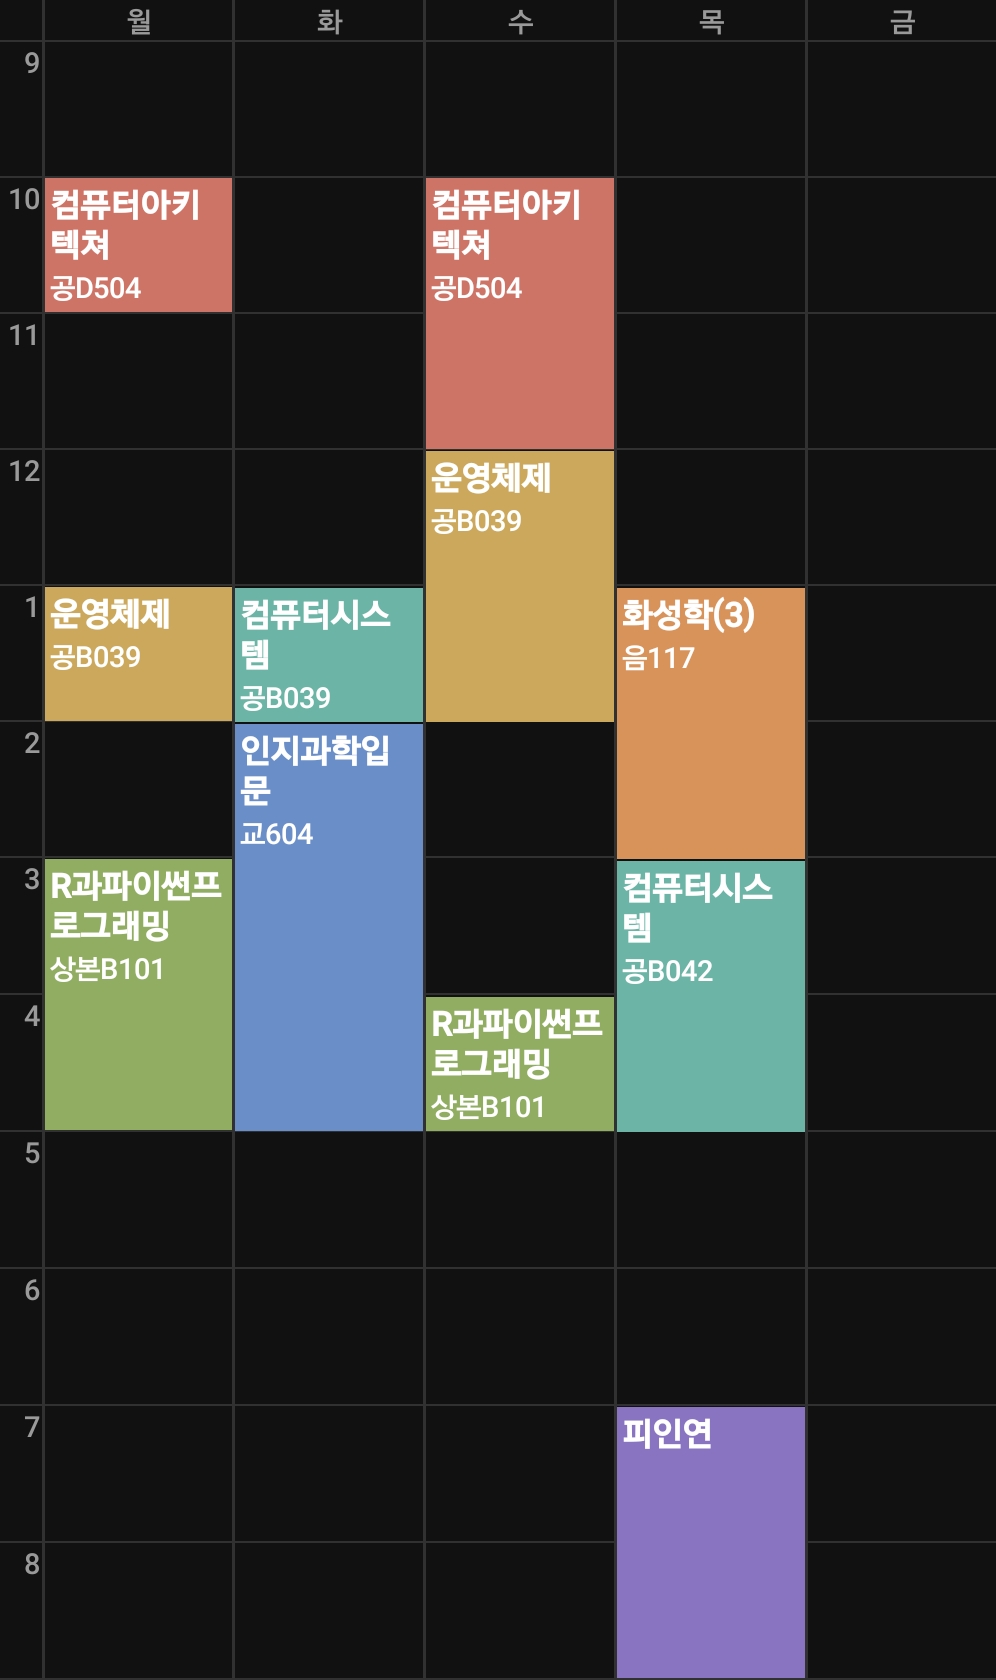 월 화 수 목 금
9
10
컴퓨터아키
텍쳐
공D504
컴퓨터아키
텍쳐
공D504
11
12
운영체제
공B039
1
운영체제
공B039
컴퓨터시스
템
공B039
화성학(3)
음117
2
인지과학입
문
교604
3
R과파이썬프
로그래밍
상본B101
컴퓨터시스
템
공B042
4
R과파이썬프
로그래밍
상본B101
5
6
7
피인연
8